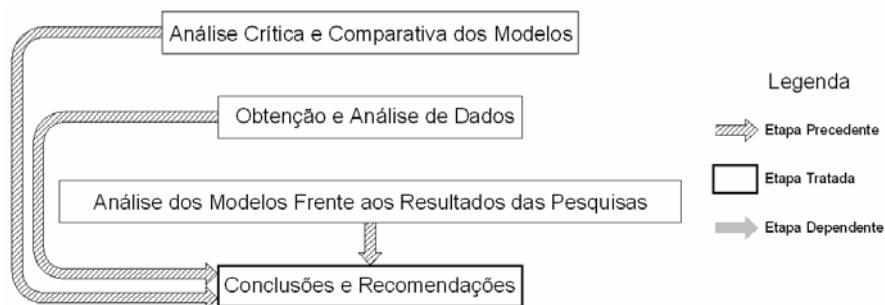 Análise Crítica e Comparativa dos Modelos
Obtenção e Análise de Dados
Análise dos Modelos Frente aos Resultados das Pesquisas
Conclusões e Recomendações
Legenda
Etapa Precedente
Etapa Tratada
Etapa Dependente